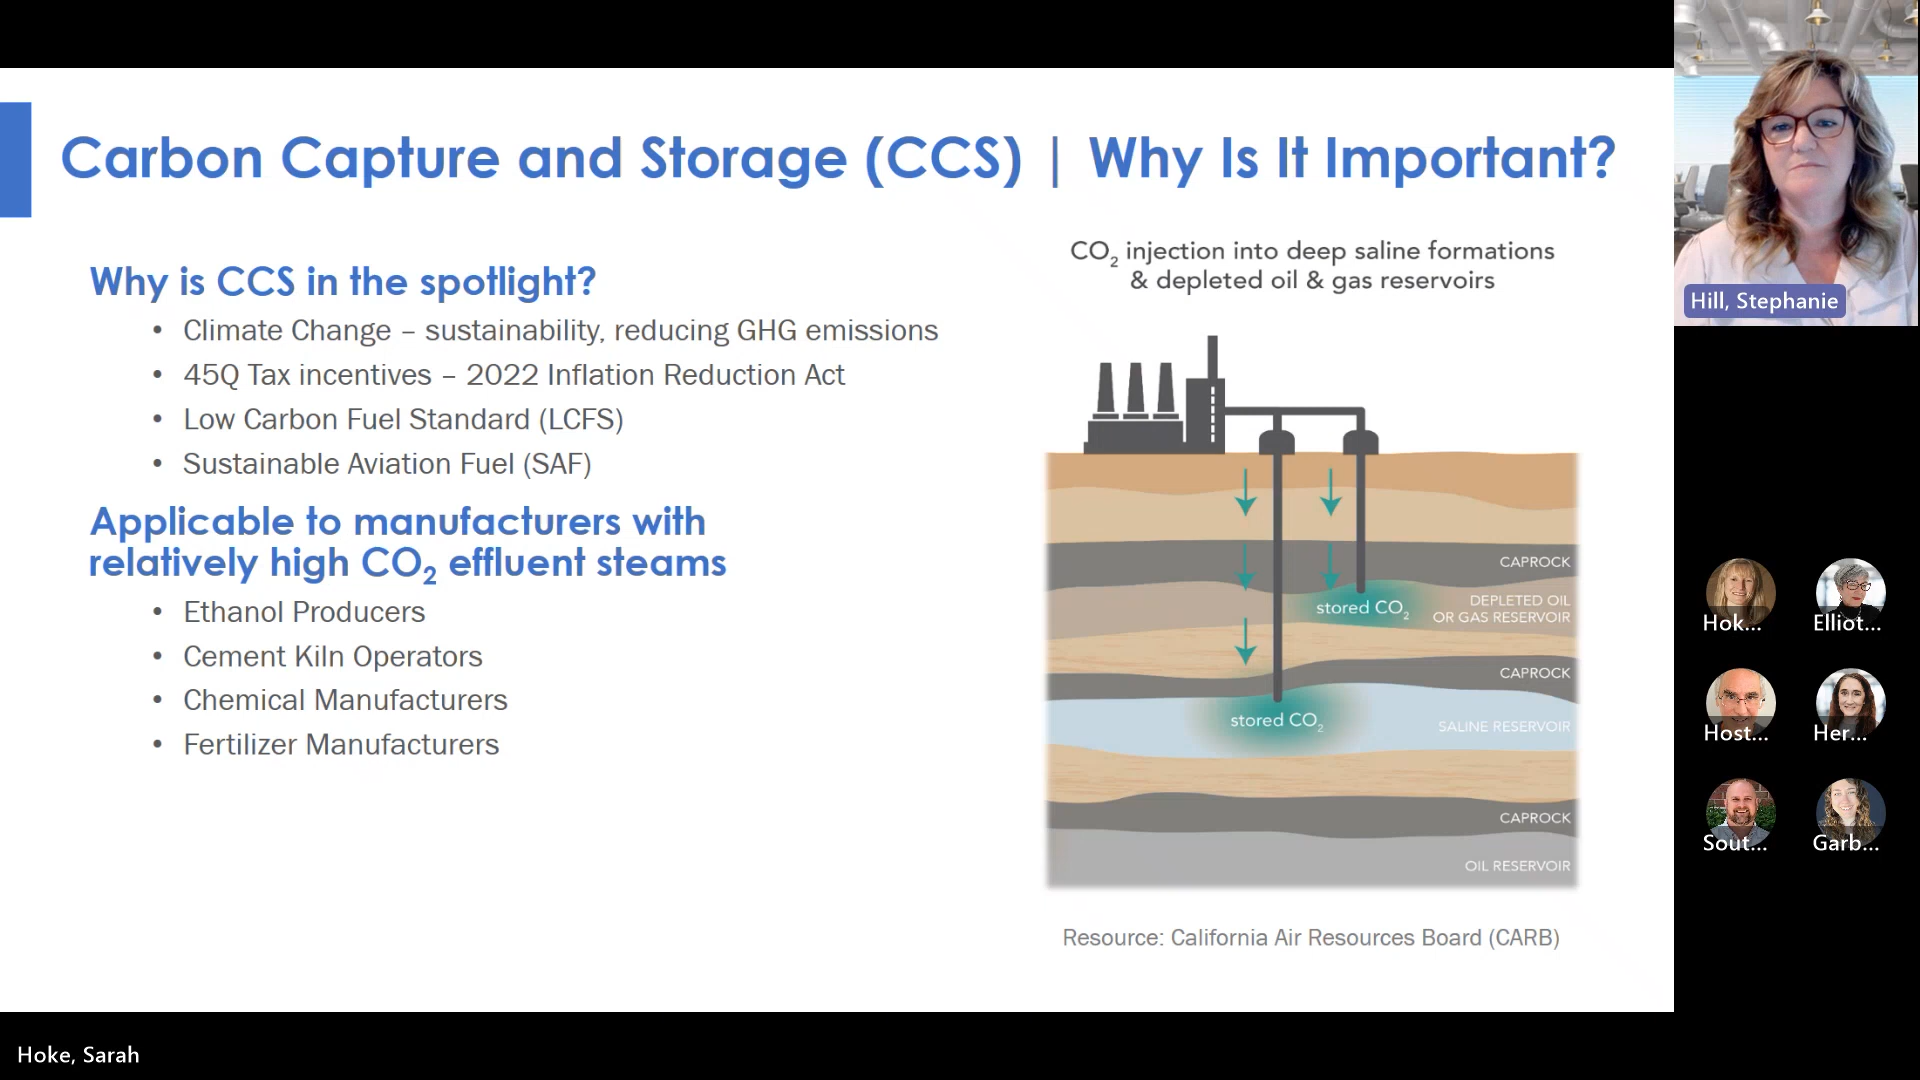 Carbon Capture and Storage (CCS) | Why Is It Important?
Why is CCS in the spotlight?
• Climate Change – sustainability, reducing GHG emissions
• 45Q Tax incentives – 2022 Inflation Reduction Act
• Low Carbon Fuel Standard (LCFS)
• Sustainable Aviation Fuel (SAF)
Applicable to manufacturers with
relatively high CO₂ effluent steams
• Ethanol Producers
• Cement Kiln Operators
• Chemical Manufacturers
• Fertilizer Manufacturers
CO₂ injection into deep saline formations
& depleted oil & gas reservoirs
CAPROCK
stored CO₂
DEPLETED OIL
OR GAS RESERVOIR
CAPROCK
stored CO₂
SALINE RESERVOIR
CAPROCK
OIL RESERVOIR
Resource: California Air Resources Board (CARB)
Hill, Stephanie
Hok...
Elliot...
Host...
Her...
Sout...
Garb...
Hoke, Sarah